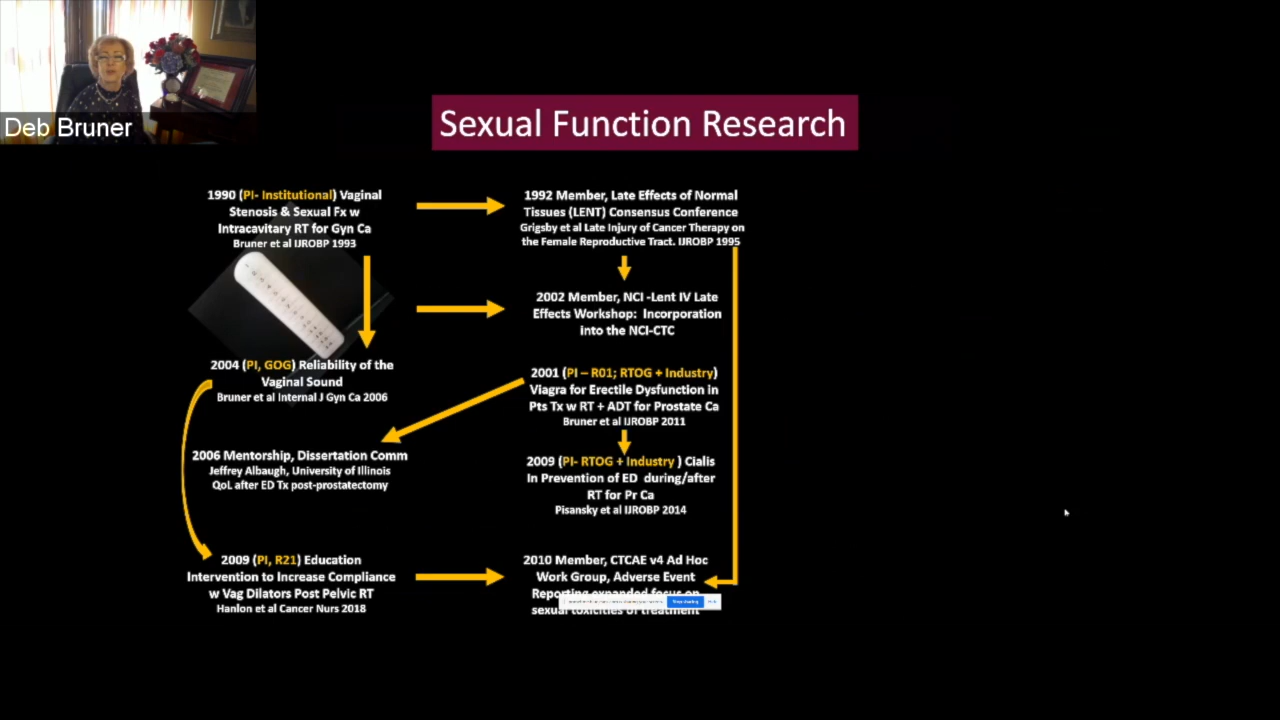 Deb Bruner
Sexual Function Research
1990 (PI- Institutional) Vaginal
Stenosis & Sexual Fx w
Intracavitary RT for Gyn Ca
Bruner et al IJROBP 1993
1992 Member, Late Effects of Normal
Tissues (LENT) Consensus Conference
Grigsby et al Late Injury of Cancer Therapy on
the Female Reproductive Tract. IJROBP 1995
2002 Member, NCI -Lent IV Late
Effects Workshop: Incorporation
into the NCI-CTC
2004 (PI, GOG) Reliability of the
Vaginal Sound
Bruner et al Internal J Gyn Ca 2006
2001 (PI – R01; RTOG + Industry)
Viagra for Erectile Dysfunction in
Pts Tx w RT + ADT for Prostate Ca
Bruner et al IJROBP 2011
2006 Mentorship, Dissertation Comm
Jeffrey Albaugh, University of Illinois
QoL after ED Tx post-prostatectomy
2009 (PI- RTOG + Industry ) Cialis
In Prevention of ED during/after
RT for Pr Ca
Pisansky et al IJROBP 2014
2009 (PI, R21) Education
Intervention to Increase Compliance
w Vag Dilators Post Pelvic RT
Hanlon et al Cancer Nurs 2018
2010 Member, CTCAE v4 Ad Hoc
Work Group, Adverse Event
Reporting expanded focus on
sexual toxicities of treatment